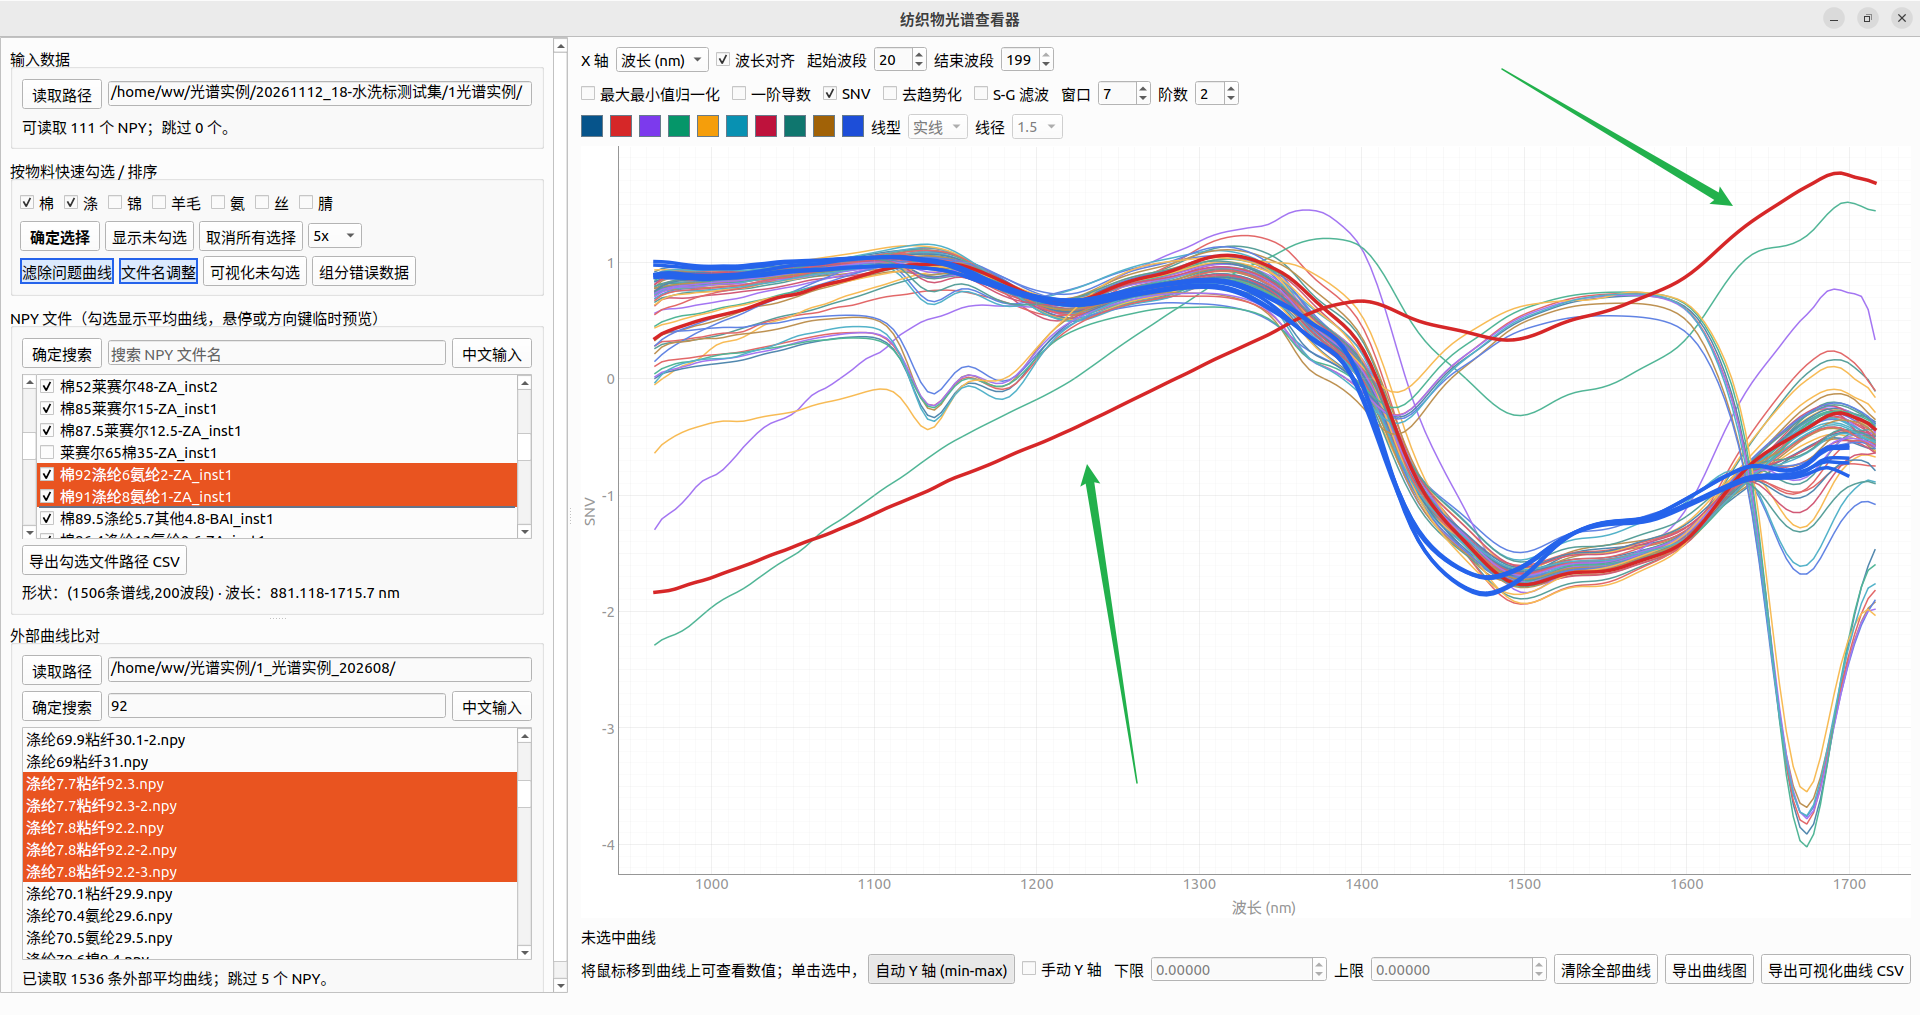 纺织物光谱查看器
输入数据
读取路径 /home/ww/光谱实例/20261112_18-水洗标测试集/1光谱实例/
可读取 111 个 NPY；跳过 0 个。
按物料快速勾选 / 排序
棉 涤 锦 羊毛 氨 丝 腈
确定选择 显示未勾选 取消所有选择 5x
滤除问题曲线 文件名调整 可视化未勾选 组分错误数据
NPY 文件（勾选显示平均曲线，悬停或方向键临时预览）
确定搜索 搜索 NPY 文件名 中文输入
棉52莱赛尔48-ZA_inst2
棉85莱赛尔15-ZA_inst1
棉87.5莱赛尔12.5-ZA_inst1
莱赛尔65棉35-ZA_inst1
棉92涤纶6氨纶2-ZA_inst1
棉91涤纶8氨纶1-ZA_inst1
棉89.5涤纶5.7其他4.8-BAI_inst1
导出勾选文件路径 CSV
形状：(1506条谱线,200波段) · 波长：881.118-1715.7 nm
外部曲线比对
读取路径 /home/ww/光谱实例/1_光谱实例_202608/
确定搜索 92 中文输入
涤纶69.9粘纤30.1-2.npy
涤纶69粘纤31.npy
涤纶7.7粘纤92.3.npy
涤纶7.7粘纤92.3-2.npy
涤纶7.8粘纤92.2.npy
涤纶7.8粘纤92.2-2.npy
涤纶7.8粘纤92.2-3.npy
涤纶70.1粘纤29.9.npy
涤纶70.4氨纶29.6.npy
涤纶70.5氨纶29.5.npy
已读取 1536 条外部平均曲线；跳过 5 个 NPY。
X 轴 波长 (nm) 波长对齐 起始波段 20 结束波段 199
最大最小值归一化 一阶导数 SNV 去趋势化 S-G 滤波 窗口 7 阶数 2
线型 实线 线径 1.5
1
0
-1
-2
-3
-4
SNV
1000 1100 1200 1300 1400 1500 1600 1700
波长 (nm)
未选中曲线
将鼠标移到曲线上可查看数值；单击选中， 自动 Y 轴 (min-max) 手动 Y 轴 下限 0.00000 上限 0.00000 清除全部曲线 导出曲线图 导出可视化曲线 CSV